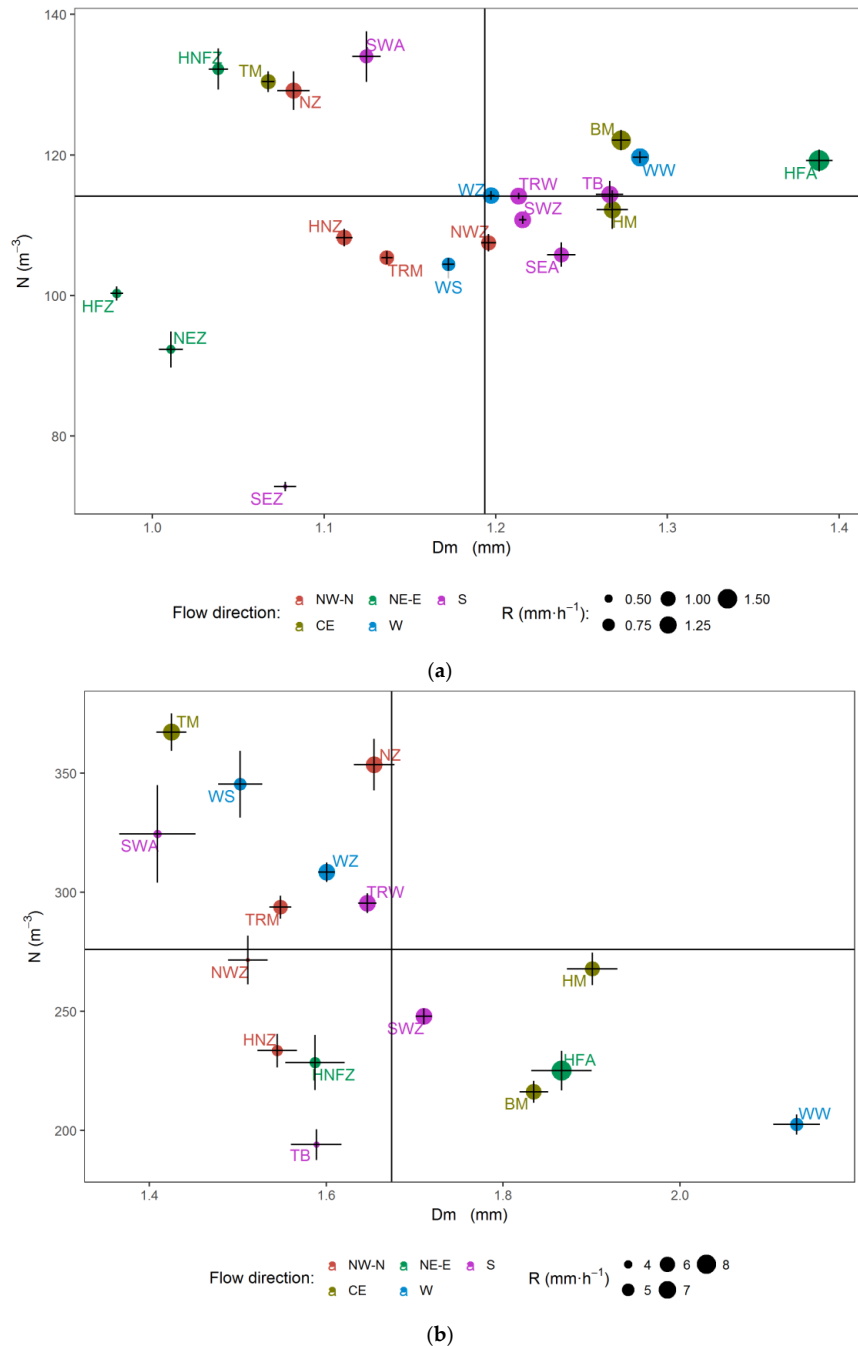 140
120
100
80
N (m⁻³)
SWA
HNFZ
TM
NZ
BM
WW
HFA
WZ
TRW
TB
SWZ
HM
HNZ
NWZ
TRM
SEA
WS
HFZ
NEZ
SEZ
1.0 1.1 1.2 1.3 1.4
Dm (mm)
Flow direction: NW-N NE-E S R (mm·h⁻¹): 0.50 1.00 1.50
CE W 0.75 1.25
(a)
350
300
250
200
N (m⁻³)
TM
NZ
WS
SWA
WZ
TRW
TRM
NWZ
HM
SWZ
HNZ
HNFZ
HFA
BM
WW
TB
1.4 1.6 1.8 2.0
Dm (mm)
Flow direction: NW-N NE-E S R (mm·h⁻¹) 4 6 8
CE W 5 7
(b)